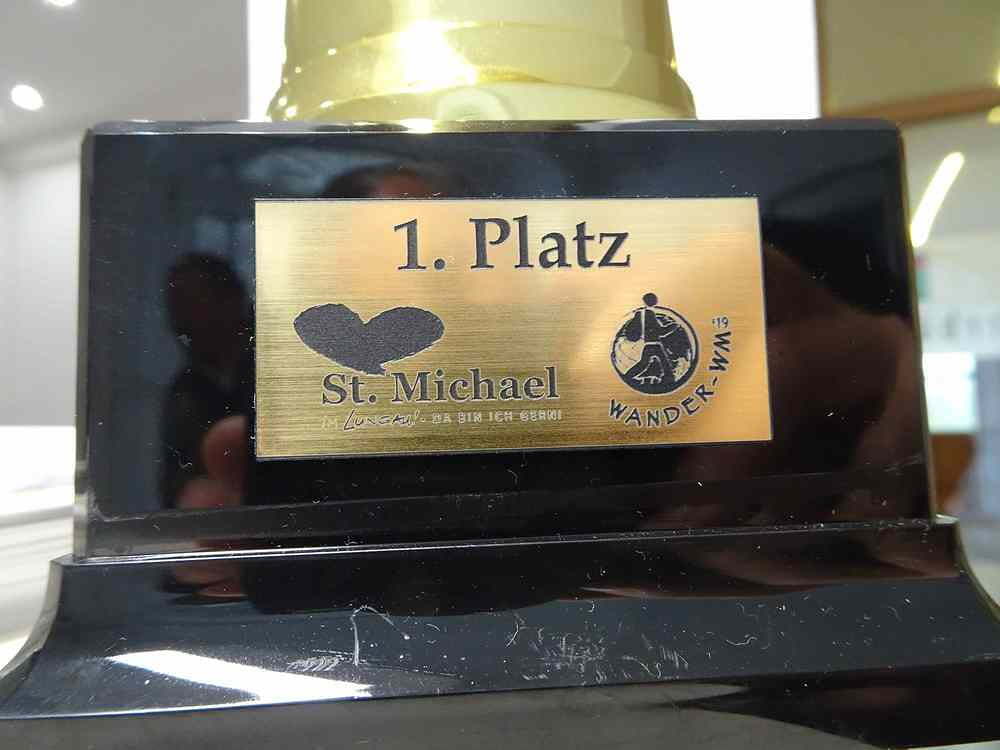 1. Platz
St. Michael
IM LUNGAU! - DA BIN ICH GERN!
WANDER-WM '19